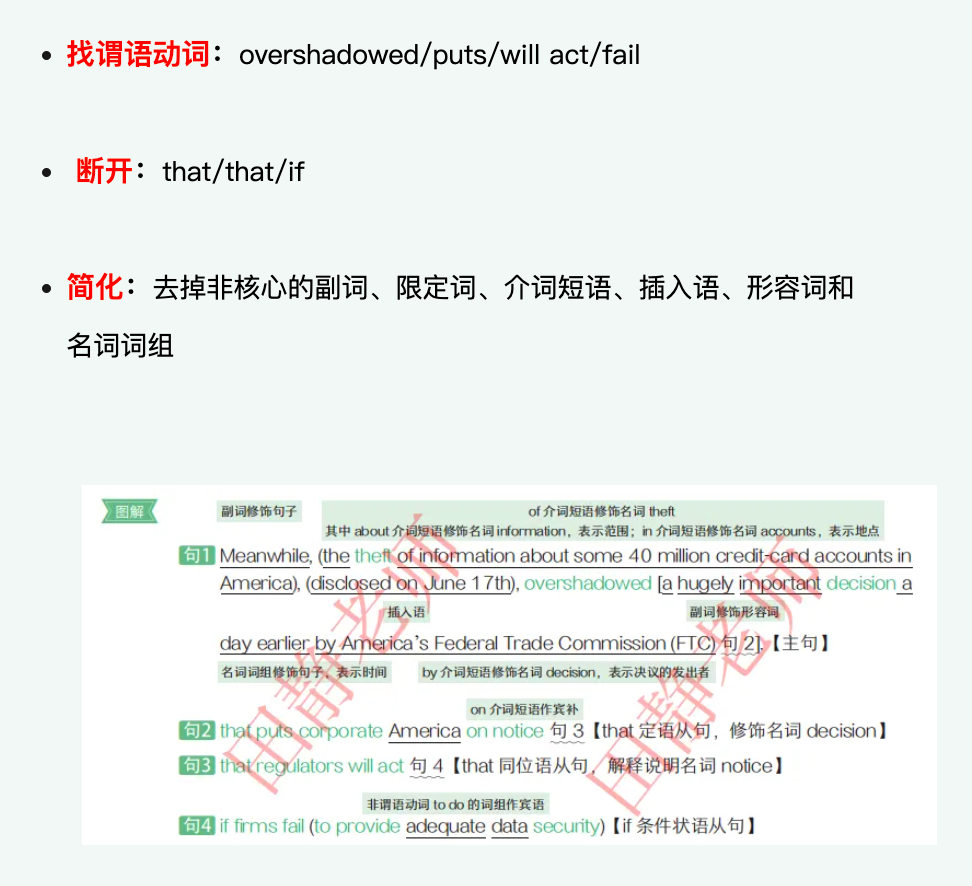 • 找谓语动词：overshadowed/puts/will act/fail
• 断开：that/that/if
• 简化：去掉非核心的副词、限定词、介词短语、插入语、形容词和
名词词组
图解
副词修饰句子
of 介词短语修饰名词 theft
其中 about 介词短语修饰名词 information，表示范围；in 介词短语修饰名词 accounts，表示地点
句1 Meanwhile, (the theft of information about some 40 million credit-card accounts in
America), (disclosed on June 17th), overshadowed [a hugely important decision a
插入语 副词修饰形容词
day earlier by America's Federal Trade Commission (FTC) 句 2].【主句】
名词词组修饰句子，表示时间 by 介词短语修饰名词 decision，表示决议的发出者
on 介词短语作宾补
句2 that puts corporate America on notice 句 3【that 定语从句，修饰名词 decision】
句3 that regulators will act 句 4【that 同位语从句，解释说明名词 notice】
非谓语动词 to do 的词组作宾语
句4 if firms fail (to provide adequate data security)【if 条件状语从句】
田静老师
田静老师